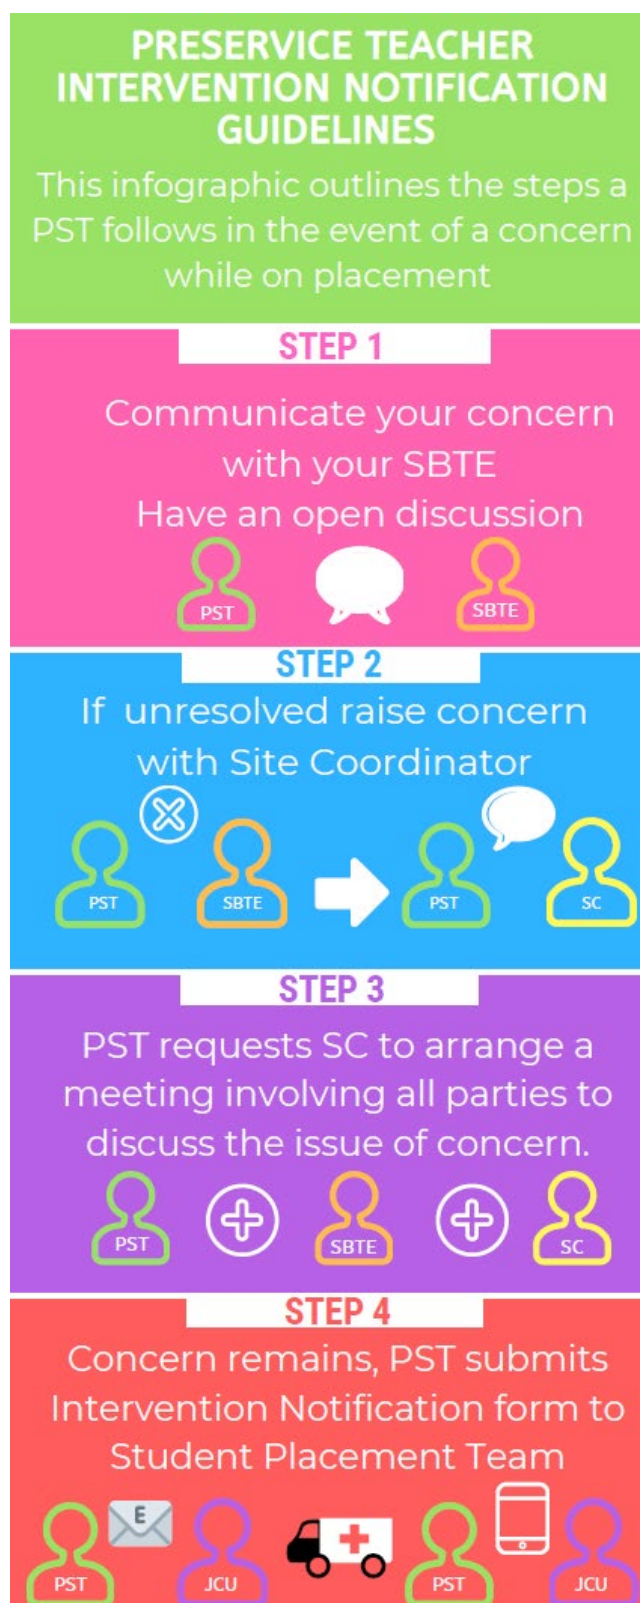 PRESERVICE TEACHER
INTERVENTION NOTIFICATION
GUIDELINES
This infographic outlines the steps a
PST follows in the event of a concern
while on placement
STEP 1
Communicate your concern
with your SBTE
Have an open discussion
PST SBTE
STEP 2
If unresolved raise concern
with Site Coordinator
PST SBTE PST SC
STEP 3
PST requests SC to arrange a
meeting involving all parties to
discuss the issue of concern.
PST SBTE SC
STEP 4
Concern remains, PST submits
Intervention Notification form to
Student Placement Team
E
PST JCU PST JCU